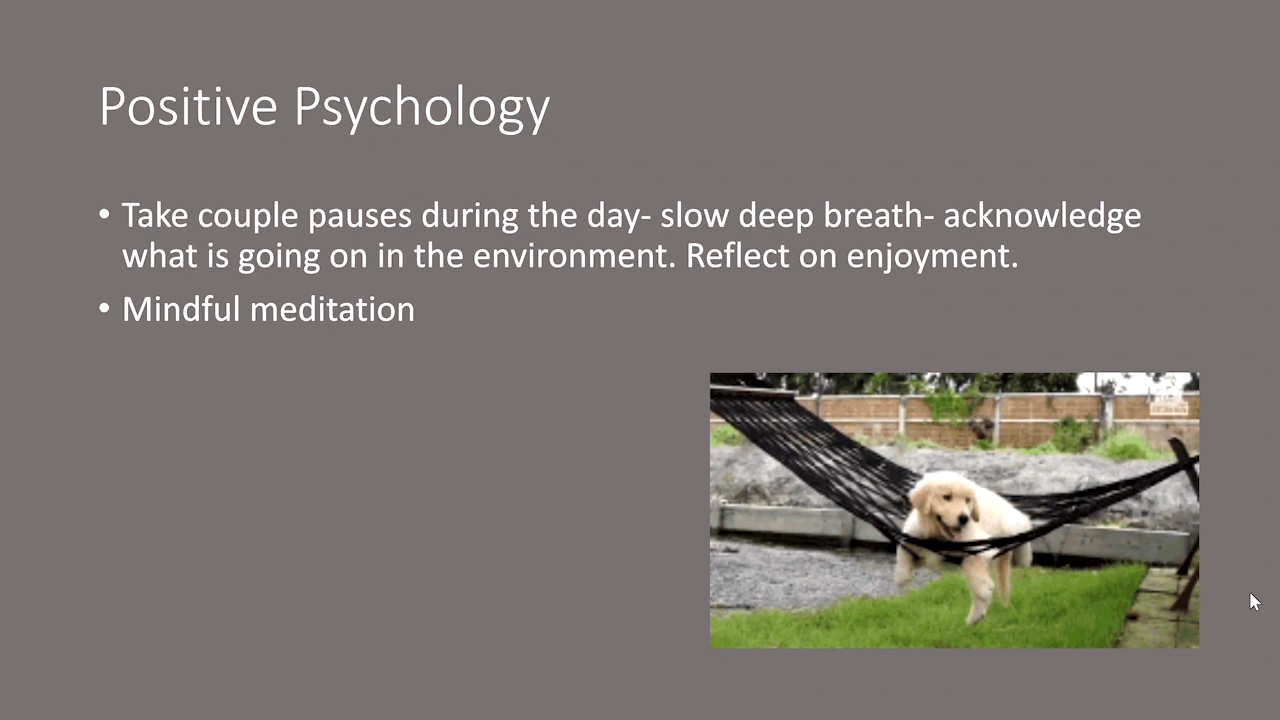 Positive Psychology
• Take couple pauses during the day- slow deep breath- acknowledge
what is going on in the environment. Reflect on enjoyment.
• Mindful meditation